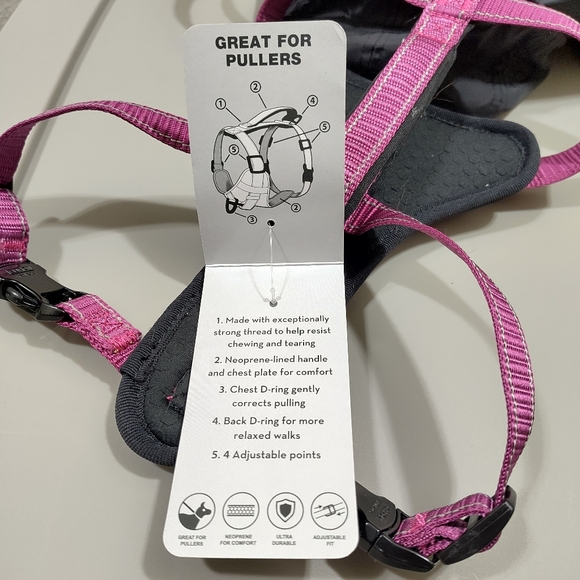 GREAT FOR
PULLERS
2
1
4
5
5
3
2
1. Made with exceptionally
strong thread to help resist
chewing and tearing
2. Neoprene-lined handle
and chest plate for comfort
3. Chest D-ring gently
corrects pulling
4. Back D-ring for more
relaxed walks
5. 4 Adjustable points
GREAT FOR
PULLERS
NEOPRENE
FOR COMFORT
ULTRA
DURABLE
ADJUSTABLE
FIT